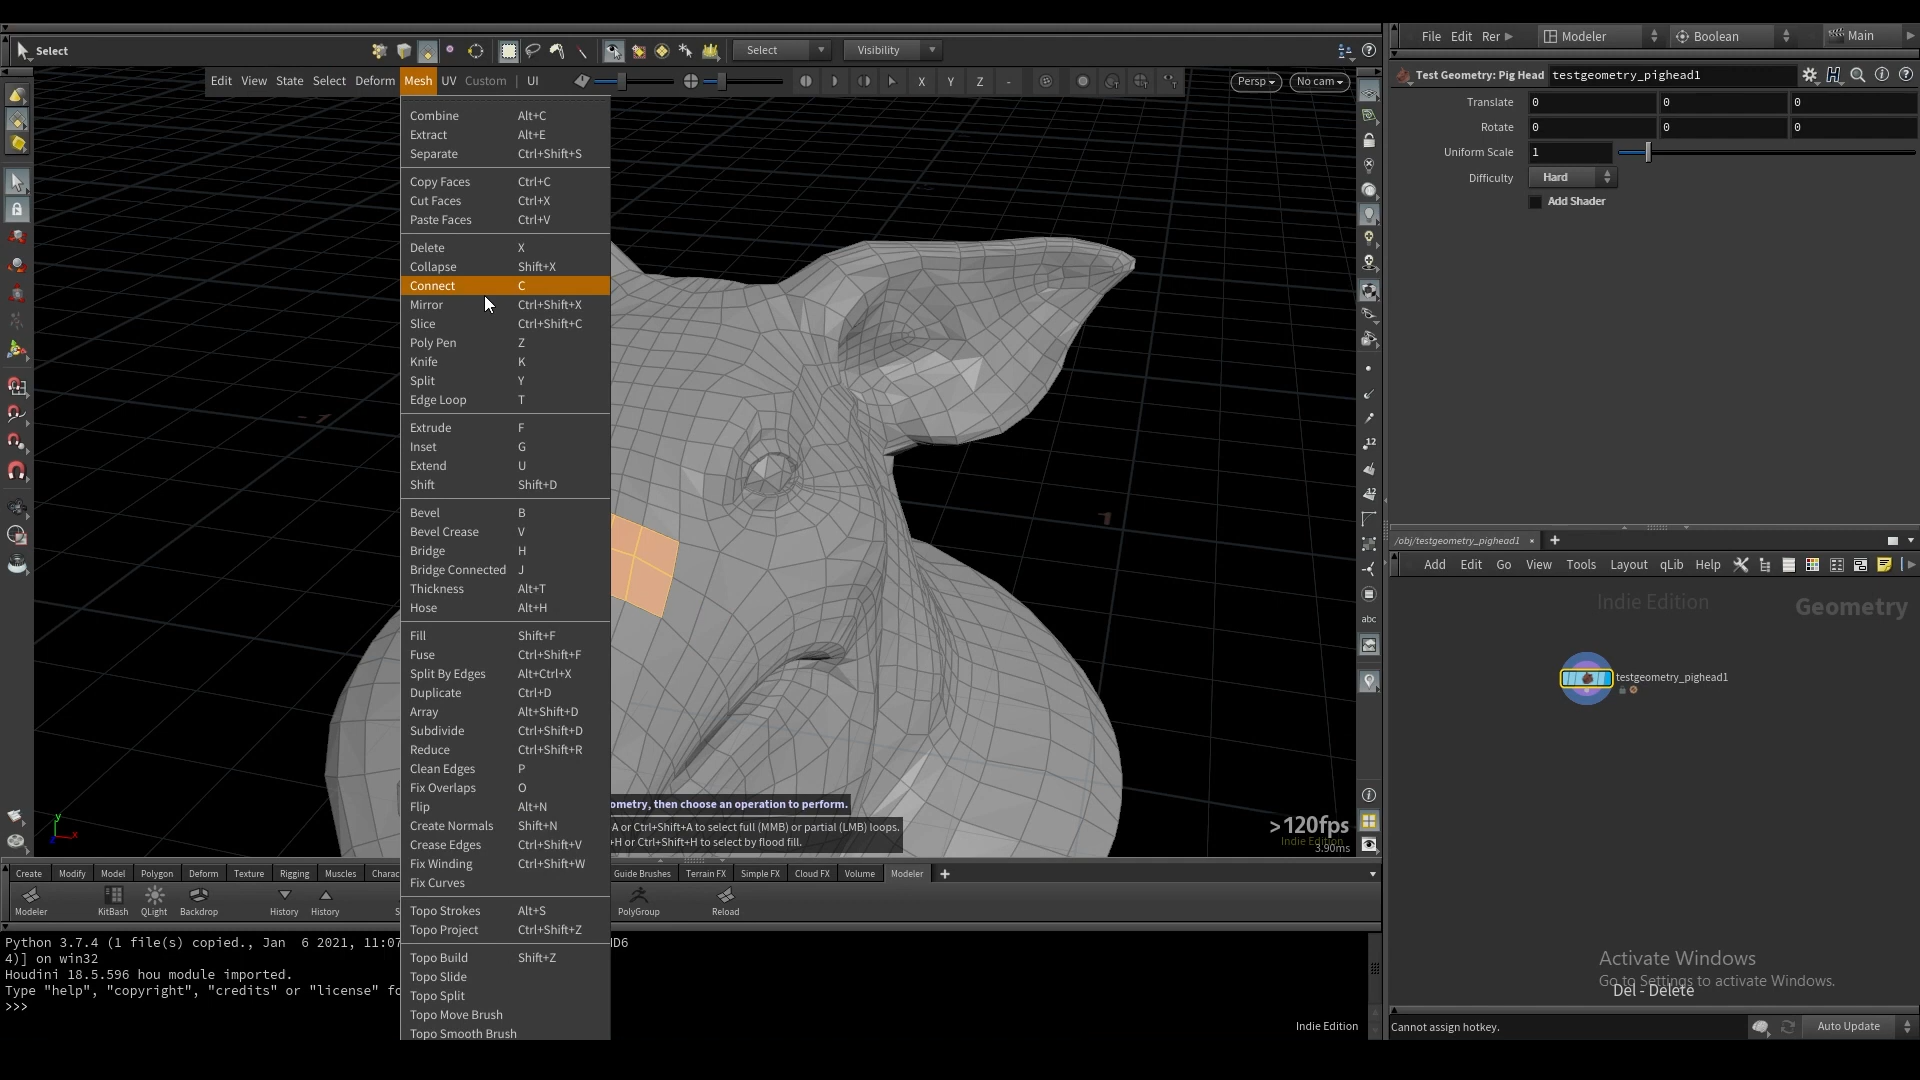 Select
Select
Visibility
File Edit Rer
Modeler
Boolean
Main
Edit View State Select Deform Mesh UV Custom UI
X Y Z -
Persp
No cam
Test Geometry: Pig Head
testgeometry_pighead1
Translate 0 0 0
Rotate 0 0 0
Uniform Scale 1
Difficulty Hard
Add Shader
Combine Alt+C
Extract Alt+E
Separate Ctrl+Shift+S
Copy Faces Ctrl+C
Cut Faces Ctrl+X
Paste Faces Ctrl+V
Delete X
Collapse Shift+X
Connect C
Mirror Ctrl+Shift+X
Slice Ctrl+Shift+C
Poly Pen Z
Knife K
Split Y
Edge Loop T
Extrude F
Inset G
Extend U
Shift Shift+D
Bevel B
Bevel Crease V
Bridge H
Bridge Connected J
Thickness Alt+T
Hose Alt+H
Fill Shift+F
Fuse Ctrl+Shift+F
Split By Edges Alt+Ctrl+X
Duplicate Ctrl+D
Array Alt+Shift+D
Subdivide Ctrl+Shift+D
Reduce Ctrl+Shift+R
Clean Edges P
Fix Overlaps O
Flip Alt+N
Create Normals Shift+N
Crease Edges Ctrl+Shift+V
Fix Winding Ctrl+Shift+W
Fix Curves
Topo Strokes Alt+S
Topo Project Ctrl+Shift+Z
Topo Build Shift+Z
Topo Slide
Topo Split
Topo Move Brush
Topo Smooth Brush
ometry, then choose an operation to perform.
A or Ctrl+Shift+A to select full (MMB) or partial (LMB) loops.
+H or Ctrl+Shift+H to select by flood fill.
>120fps
Indie Edition
3.90ms
y
x
12
12
abc
/obj/testgeometry_pighead1
Add Edit Go View Tools Layout qLib Help
Indie Edition
Geometry
testgeometry_pighead1
Create Modify Model Polygon Deform Texture Rigging Muscles Charac
Guide Brushes Terrain FX Simple FX Cloud FX Volume Modeler
Modeler
KitBash
QLight
Backdrop
History
History
PolyGroup
Reload
Python 3.7.4 (1 file(s) copied., Jan 6 2021, 11:07
MD6
4)] on win32
Houdini 18.5.596 hou module imported.
Type "help", "copyright", "credits" or "license" fo
>>>
Indie Edition
Activate Windows
Go to Settings to activate Windows.
Del - Delete
Cannot assign hotkey.
Auto Update